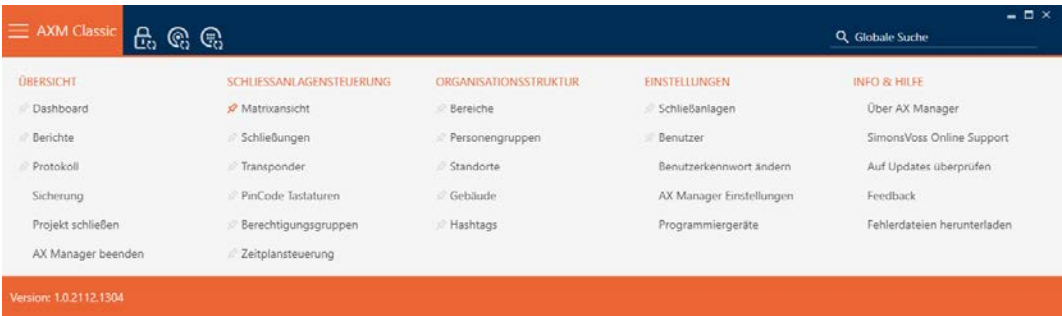 AXM Classic
Globale Suche
ÜBERSICHT
Dashboard
Berichte
Protokoll
Sicherung
Projekt schließen
AX Manager beenden
SCHLIESSANLAGENSTEUERUNG
Matrixansicht
Schließungen
Transponder
PinCode Tastaturen
Berechtigungsgruppen
Zeitplansteuerung
ORGANISATIONSSTRUKTUR
Bereiche
Personengruppen
Standorte
Gebäude
Hashtags
EINSTELLUNGEN
Schließanlagen
Benutzer
Benutzerkennwort ändern
AX Manager Einstellungen
Programmiergeräte
INFO & HILFE
Über AX Manager
SimonsVoss Online Support
Auf Updates überprüfen
Feedback
Fehlerdateien herunterladen
Version: 1.0.2112.1304